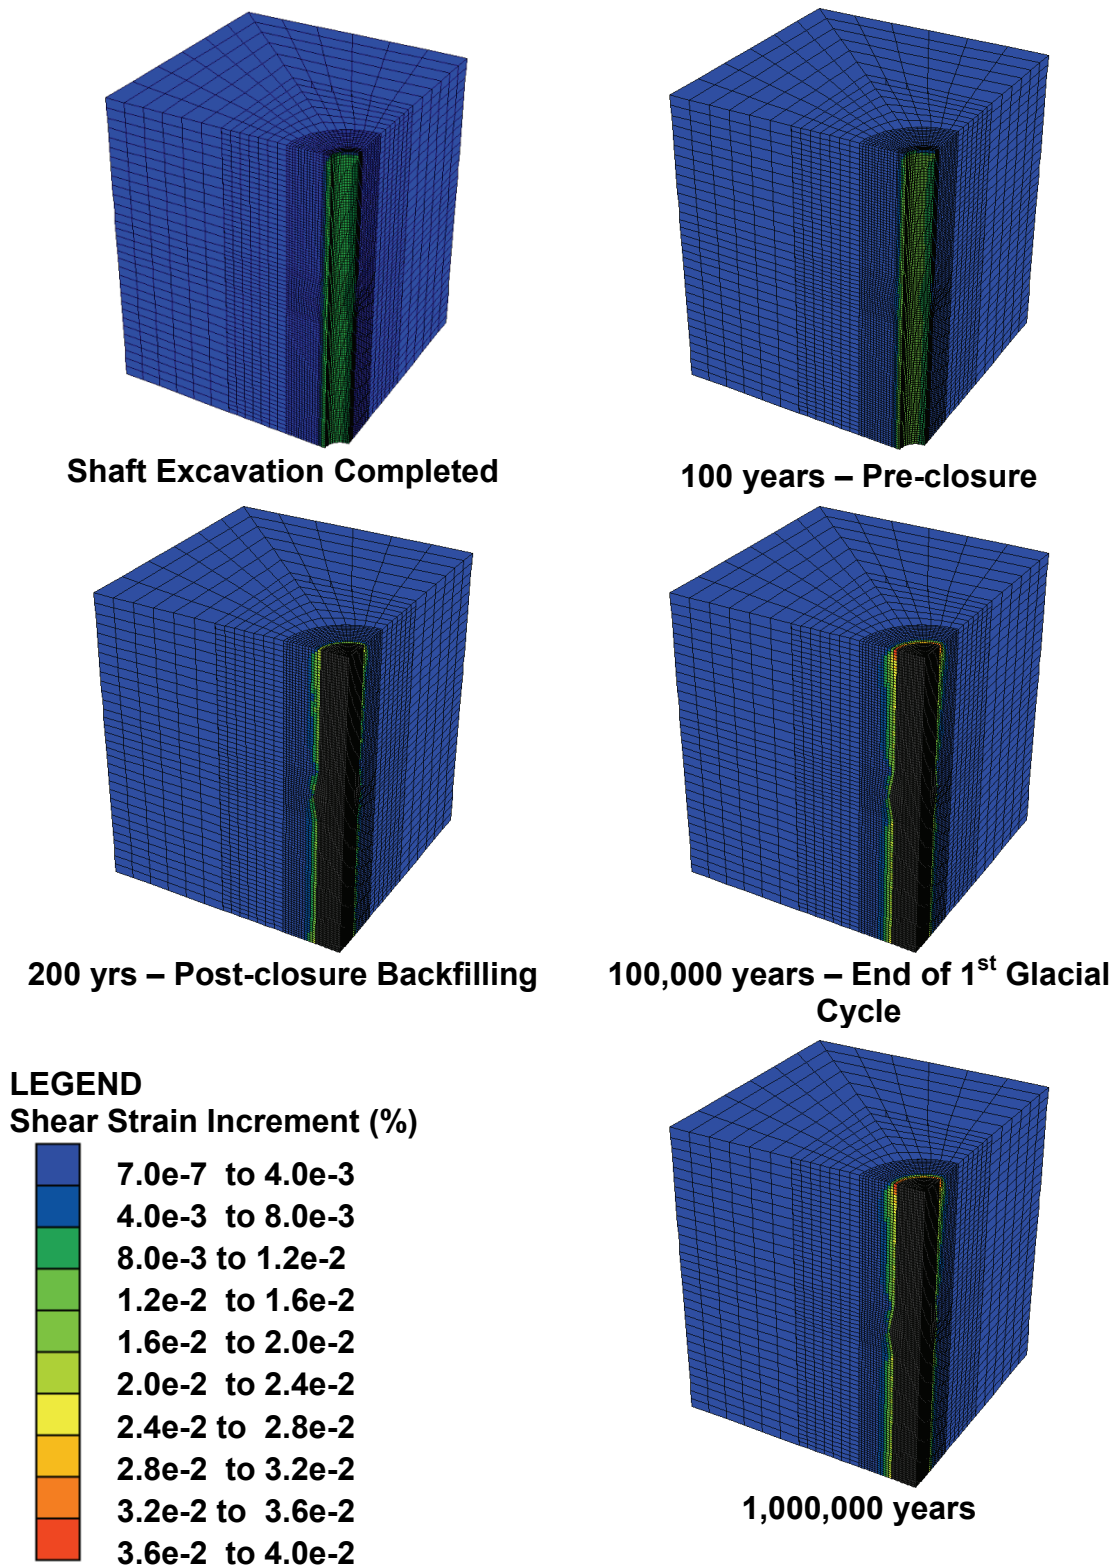 Shaft Excavation Completed
100 years – Pre-closure
200 yrs – Post-closure Backfilling
100,000 years – End of 1st Glacial
Cycle
LEGEND
Shear Strain Increment (%)
7.0e-7 to 4.0e-3
4.0e-3 to 8.0e-3
8.0e-3 to 1.2e-2
1.2e-2 to 1.6e-2
1.6e-2 to 2.0e-2
2.0e-2 to 2.4e-2
2.4e-2 to 2.8e-2
2.8e-2 to 3.2e-2
3.2e-2 to 3.6e-2
3.6e-2 to 4.0e-2
1,000,000 years